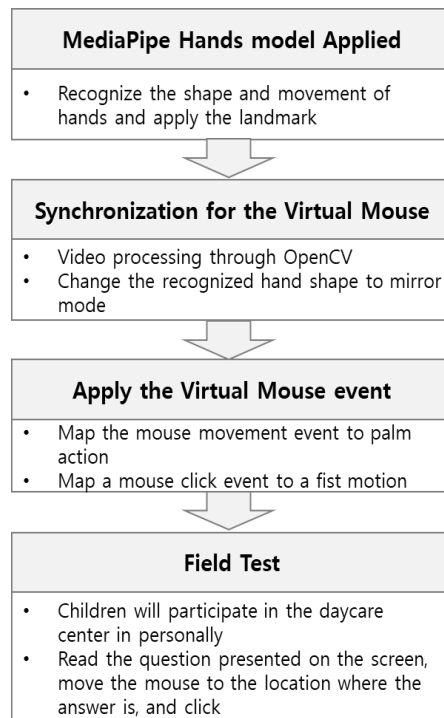 MediaPipe Hands model Applied
• Recognize the shape and movement of
hands and apply the landmark
Synchronization for the Virtual Mouse
• Video processing through OpenCV
• Change the recognized hand shape to mirror
mode
Apply the Virtual Mouse event
• Map the mouse movement event to palm
action
• Map a mouse click event to a fist motion
Field Test
• Children will participate in the daycare
center in personally
• Read the question presented on the screen,
move the mouse to the location where the
answer is, and click